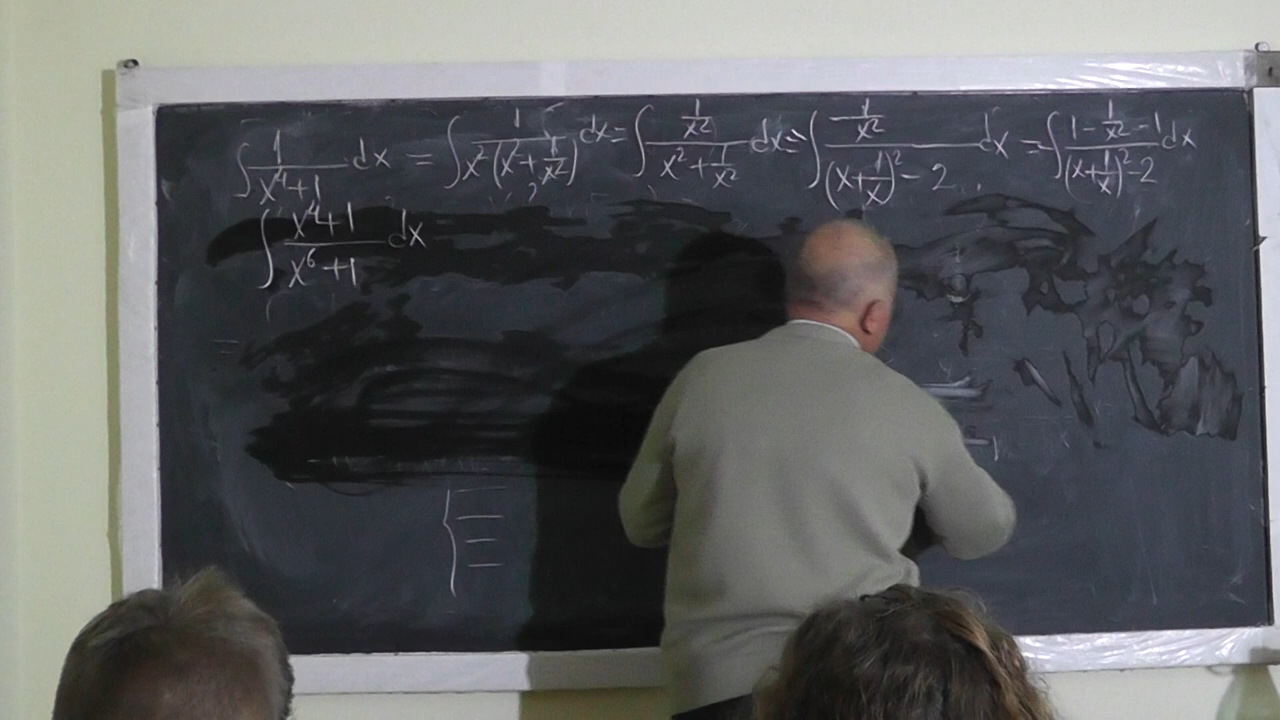 ∫ 1/(x⁴+1) dx = ∫ 1/(x²(x²+1/x²)) dx = ∫ (1/x²)/(x²+1/x²) dx = ∫ (1/x²)/((x+1/x)²-2) dx = ∫ (1-1/x²-1)/((x+1/x)²-2) dx
∫ (x⁴+1)/(x⁶+1) dx
=